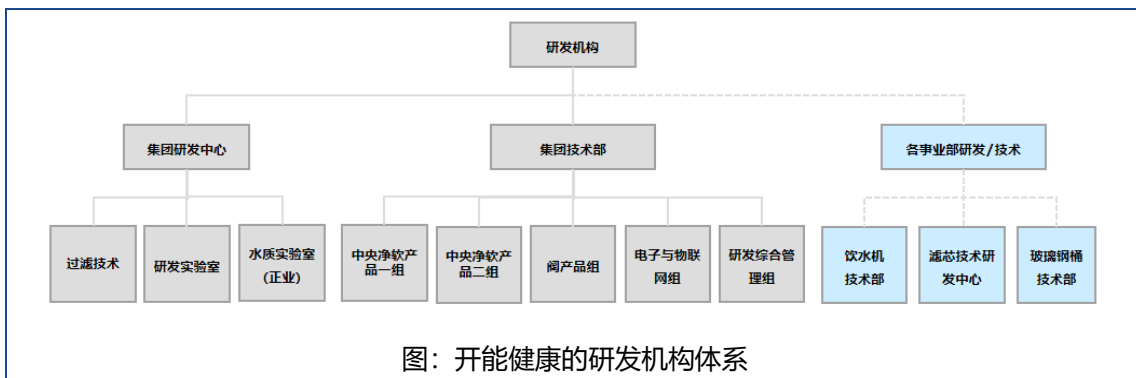 研发机构
集团研发中心
集团技术部
各事业部研发/技术
过滤技术
研发实验室
水质实验室
(正业)
中央净软产
品一组
中央净软产
品二组
阀产品组
电子与物联
网组
研发综合管
理组
饮水机
技术部
滤芯技术研
发中心
玻璃钢桶
技术部
图：开能健康的研发机构体系